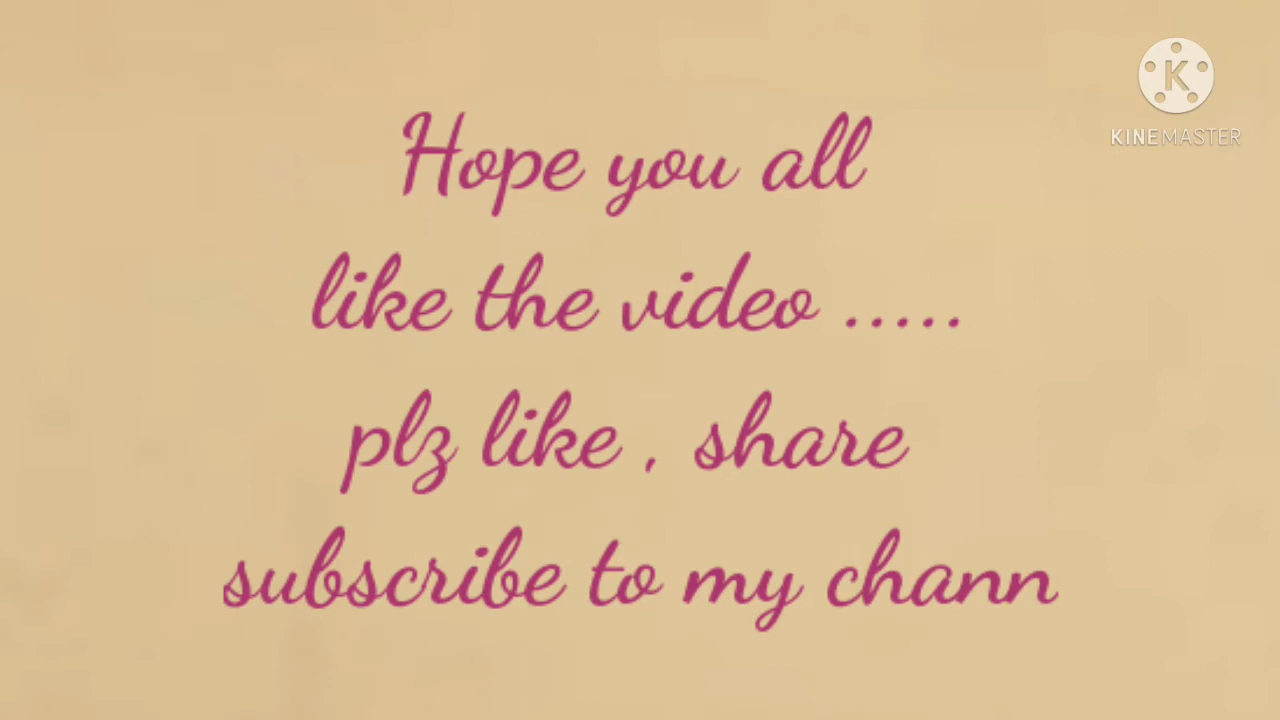 Hope you all
like the video .....
plz like , share
subscribe to my chann
K
KINEMASTER